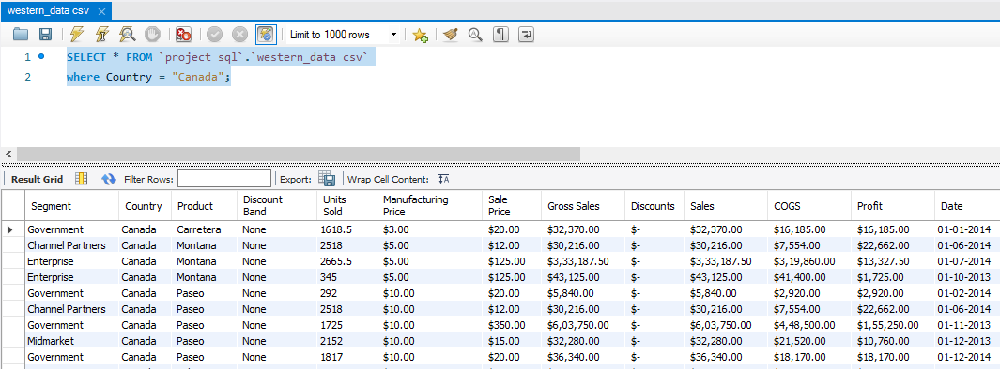 western_data csv
Limit to 1000 rows
1 SELECT * FROM `project sql`.`western_data csv`
2 where Country = "Canada";
Result Grid Filter Rows: Export: Wrap Cell Content:
Segment Country Product Discount Band Units Sold Manufacturing Price Sale Price Gross Sales Discounts Sales COGS Profit Date
Government Canada Carretera None 1618.5 $3.00 $20.00 $32,370.00 $- $32,370.00 $16,185.00 $16,185.00 01-01-2014
Channel Partners Canada Montana None 2518 $5.00 $12.00 $30,216.00 $- $30,216.00 $7,554.00 $22,662.00 01-06-2014
Enterprise Canada Montana None 2665.5 $5.00 $125.00 $3,33,187.50 $- $3,33,187.50 $3,19,860.00 $13,327.50 01-07-2014
Enterprise Canada Montana None 345 $5.00 $125.00 $43,125.00 $- $43,125.00 $41,400.00 $1,725.00 01-10-2013
Government Canada Paseo None 292 $10.00 $20.00 $5,840.00 $- $5,840.00 $2,920.00 $2,920.00 01-02-2014
Channel Partners Canada Paseo None 2518 $10.00 $12.00 $30,216.00 $- $30,216.00 $7,554.00 $22,662.00 01-06-2014
Government Canada Paseo None 1725 $10.00 $350.00 $6,03,750.00 $- $6,03,750.00 $4,48,500.00 $1,55,250.00 01-11-2013
Midmarket Canada Paseo None 2152 $10.00 $15.00 $32,280.00 $- $32,280.00 $21,520.00 $10,760.00 01-12-2013
Government Canada Paseo None 1817 $10.00 $20.00 $36,340.00 $- $36,340.00 $18,170.00 $18,170.00 01-12-2014